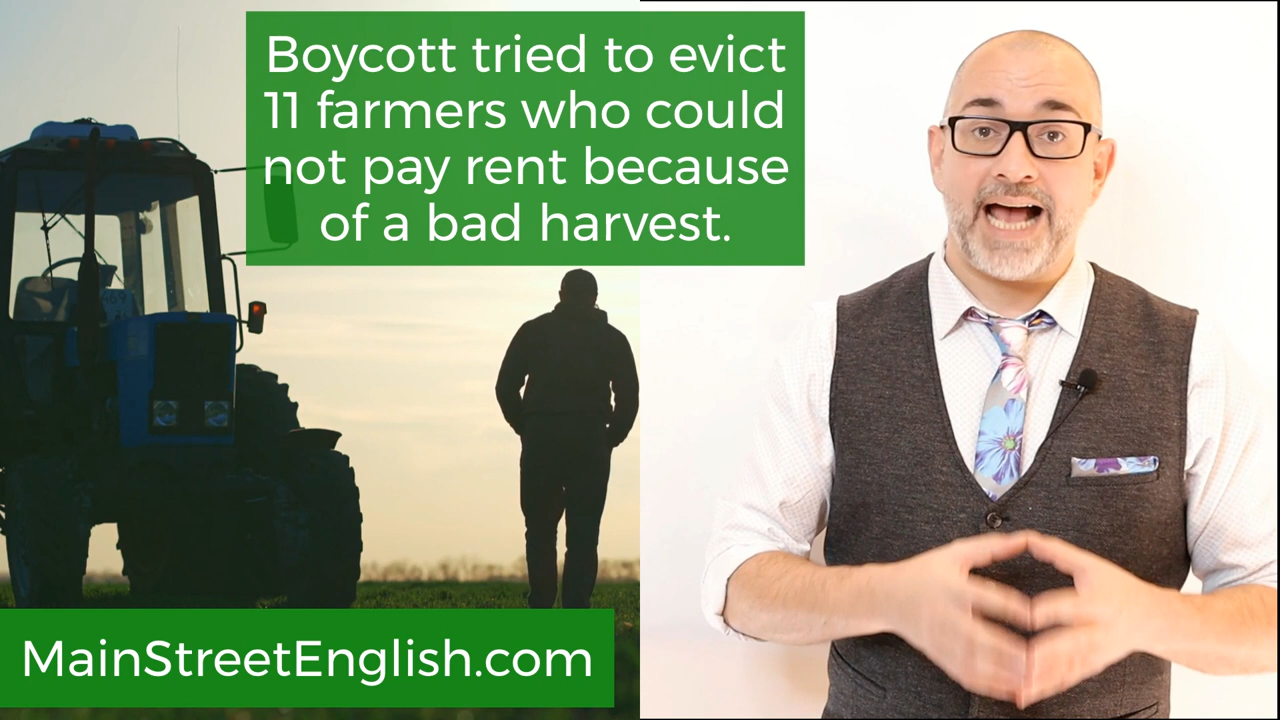 Boycott tried to evict
11 farmers who could
not pay rent because
of a bad harvest.
MainStreetEnglish.com